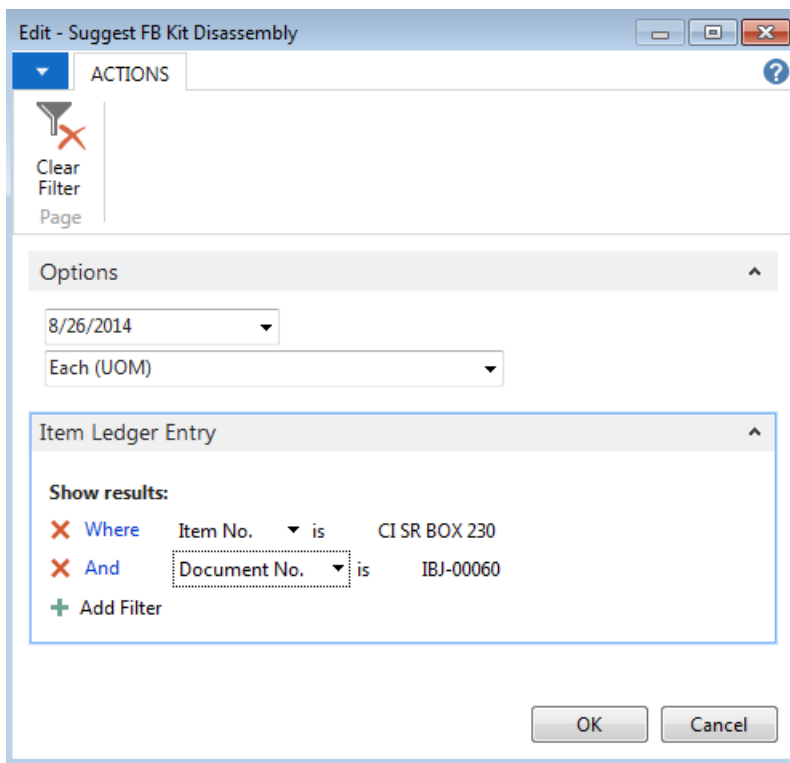 Edit - Suggest FB Kit Disassembly
ACTIONS
Clear
Filter
Page
Options
8/26/2014
Each (UOM)
Item Ledger Entry
Show results:
Where Item No. is CI SR BOX 230
And Document No. is IBJ-00060
Add Filter
OK Cancel